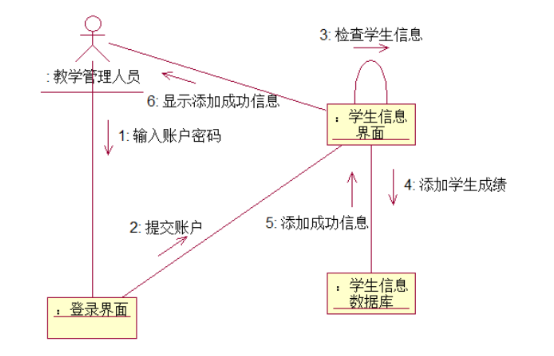 3: 检查学生信息
: 教学管理人员
6: 显示添加成功信息
: 学生信息
界面
1: 输入账户密码
4: 添加学生成绩
2: 提交账户
5: 添加成功信息
: 登录界面
: 学生信息
数据库